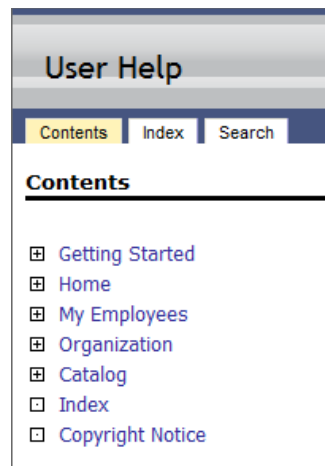 User Help
Contents Index Search
Contents
Getting Started
Home
My Employees
Organization
Catalog
Index
Copyright Notice